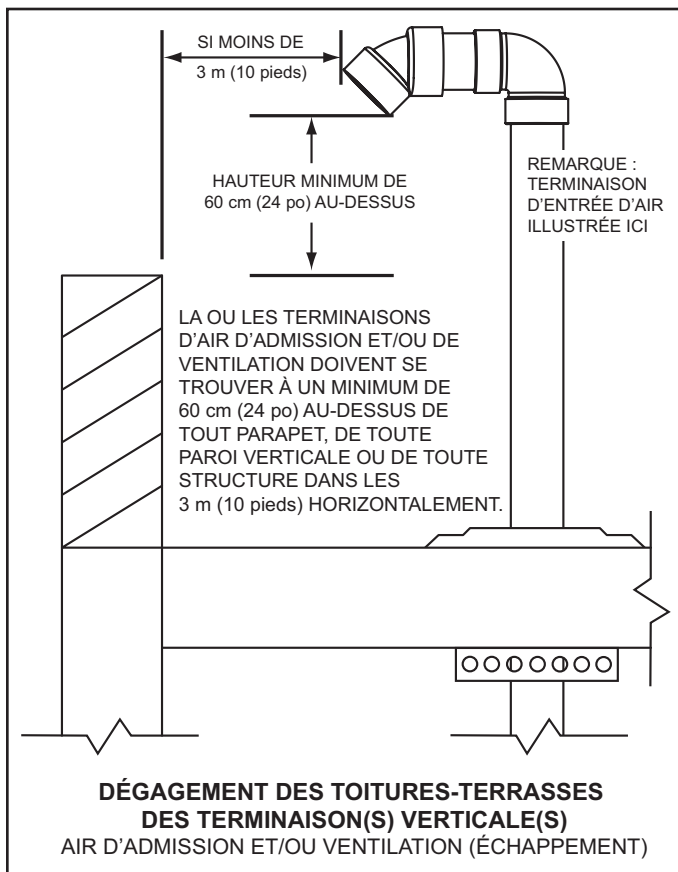 SI MOINS DE
3 m (10 pieds)
HAUTEUR MINIMUM DE
60 cm (24 po) AU-DESSUS
REMARQUE :
TERMINAISON
D'ENTRÉE D'AIR
ILLUSTRÉE ICI
LA OU LES TERMINAISONS
D'AIR D'ADMISSION ET/OU DE
VENTILATION DOIVENT SE
TROUVER À UN MINIMUM DE
60 cm (24 po) AU-DESSUS DE
TOUT PARAPET, DE TOUTE
PAROI VERTICALE OU DE TOUTE
STRUCTURE DANS LES
3 m (10 pieds) HORIZONTALEMENT.
DÉGAGEMENT DES TOITURES-TERRASSES
DES TERMINAISON(S) VERTICALE(S)
AIR D'ADMISSION ET/OU VENTILATION (ÉCHAPPEMENT)